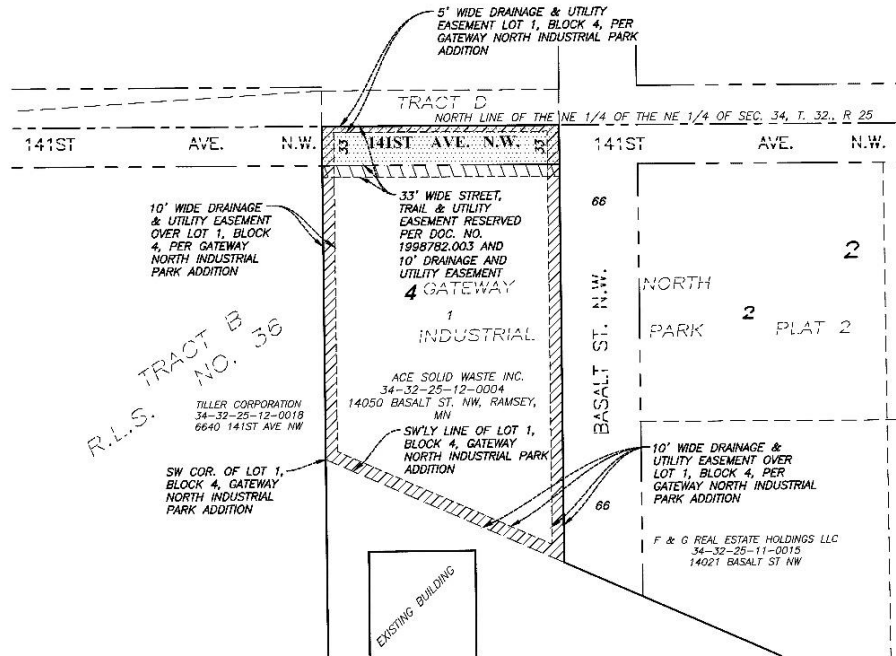 5' WIDE DRAINAGE & UTILITY
EASEMENT LOT 1, BLOCK 4, PER
GATEWAY NORTH INDUSTRIAL PARK
ADDITION
TRACT D
NORTH LINE OF THE NE 1/4 OF THE NE 1/4 OF SEC. 34, T. 32., R 25
141ST AVE. N.W.
33 141ST AVE. N.W. 33
141ST AVE. N.W.
10' WIDE DRAINAGE
& UTILITY EASEMENT
OVER LOT 1, BLOCK
4, PER GATEWAY
NORTH INDUSTRIAL
PARK ADDITION
33' WIDE STREET,
TRAIL & UTILITY
EASEMENT RESERVED
PER DOC. NO.
1998782.003 AND
10' DRAINAGE AND
UTILITY EASEMENT
66
2
4 GATEWAY
1
INDUSTRIAL
NORTH
PARK 2 PLAT 2
BASALT ST. N.W.
TRACT B
R.L.S. NO. 36
ACE SOLID WASTE INC.
34-32-25-12-0004
14050 BASALT ST. NW, RAMSEY,
MN
TILLER CORPORATION
34-32-25-12-0018
6640 141ST AVE NW
SW'LY LINE OF LOT 1,
BLOCK 4, GATEWAY
NORTH INDUSTRIAL PARK
ADDITION
10' WIDE DRAINAGE &
UTILITY EASEMENT OVER
LOT 1, BLOCK 4, PER
GATEWAY NORTH INDUSTRIAL
PARK ADDITION
SW COR. OF LOT 1,
BLOCK 4, GATEWAY
NORTH INDUSTRIAL
PARK ADDITION
66
F & G REAL ESTATE HOLDINGS LLC
34-32-25-11-0015
14021 BASALT ST NW
EXISTING BUILDING